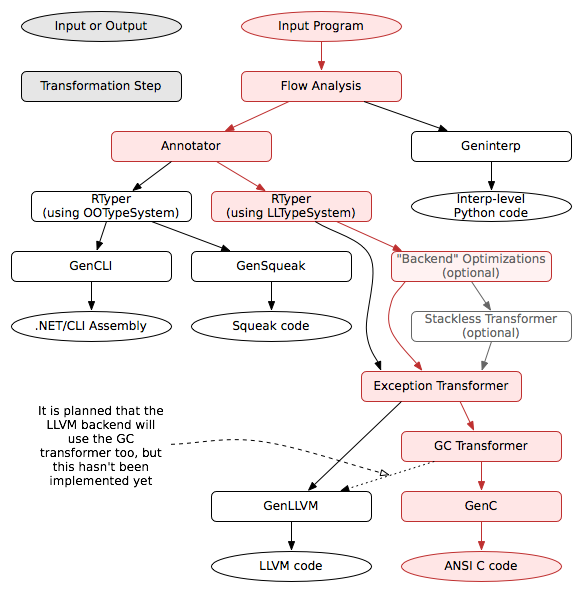 Input or Output
Input Program
Transformation Step
Flow Analysis
Annotator
Geninterp
RTyper
(using OOTypeSystem)
RTyper
(using LLTypeSystem)
Interp-level
Python code
GenCLI
GenSqueak
"Backend" Optimizations
(optional)
.NET/CLI Assembly
Squeak code
Stackless Transformer
(optional)
Exception Transformer
It is planned that the
LLVM backend will
use the GC
transformer too, but
this hasn't been
implemented yet
GC Transformer
GenLLVM
GenC
LLVM code
ANSI C code